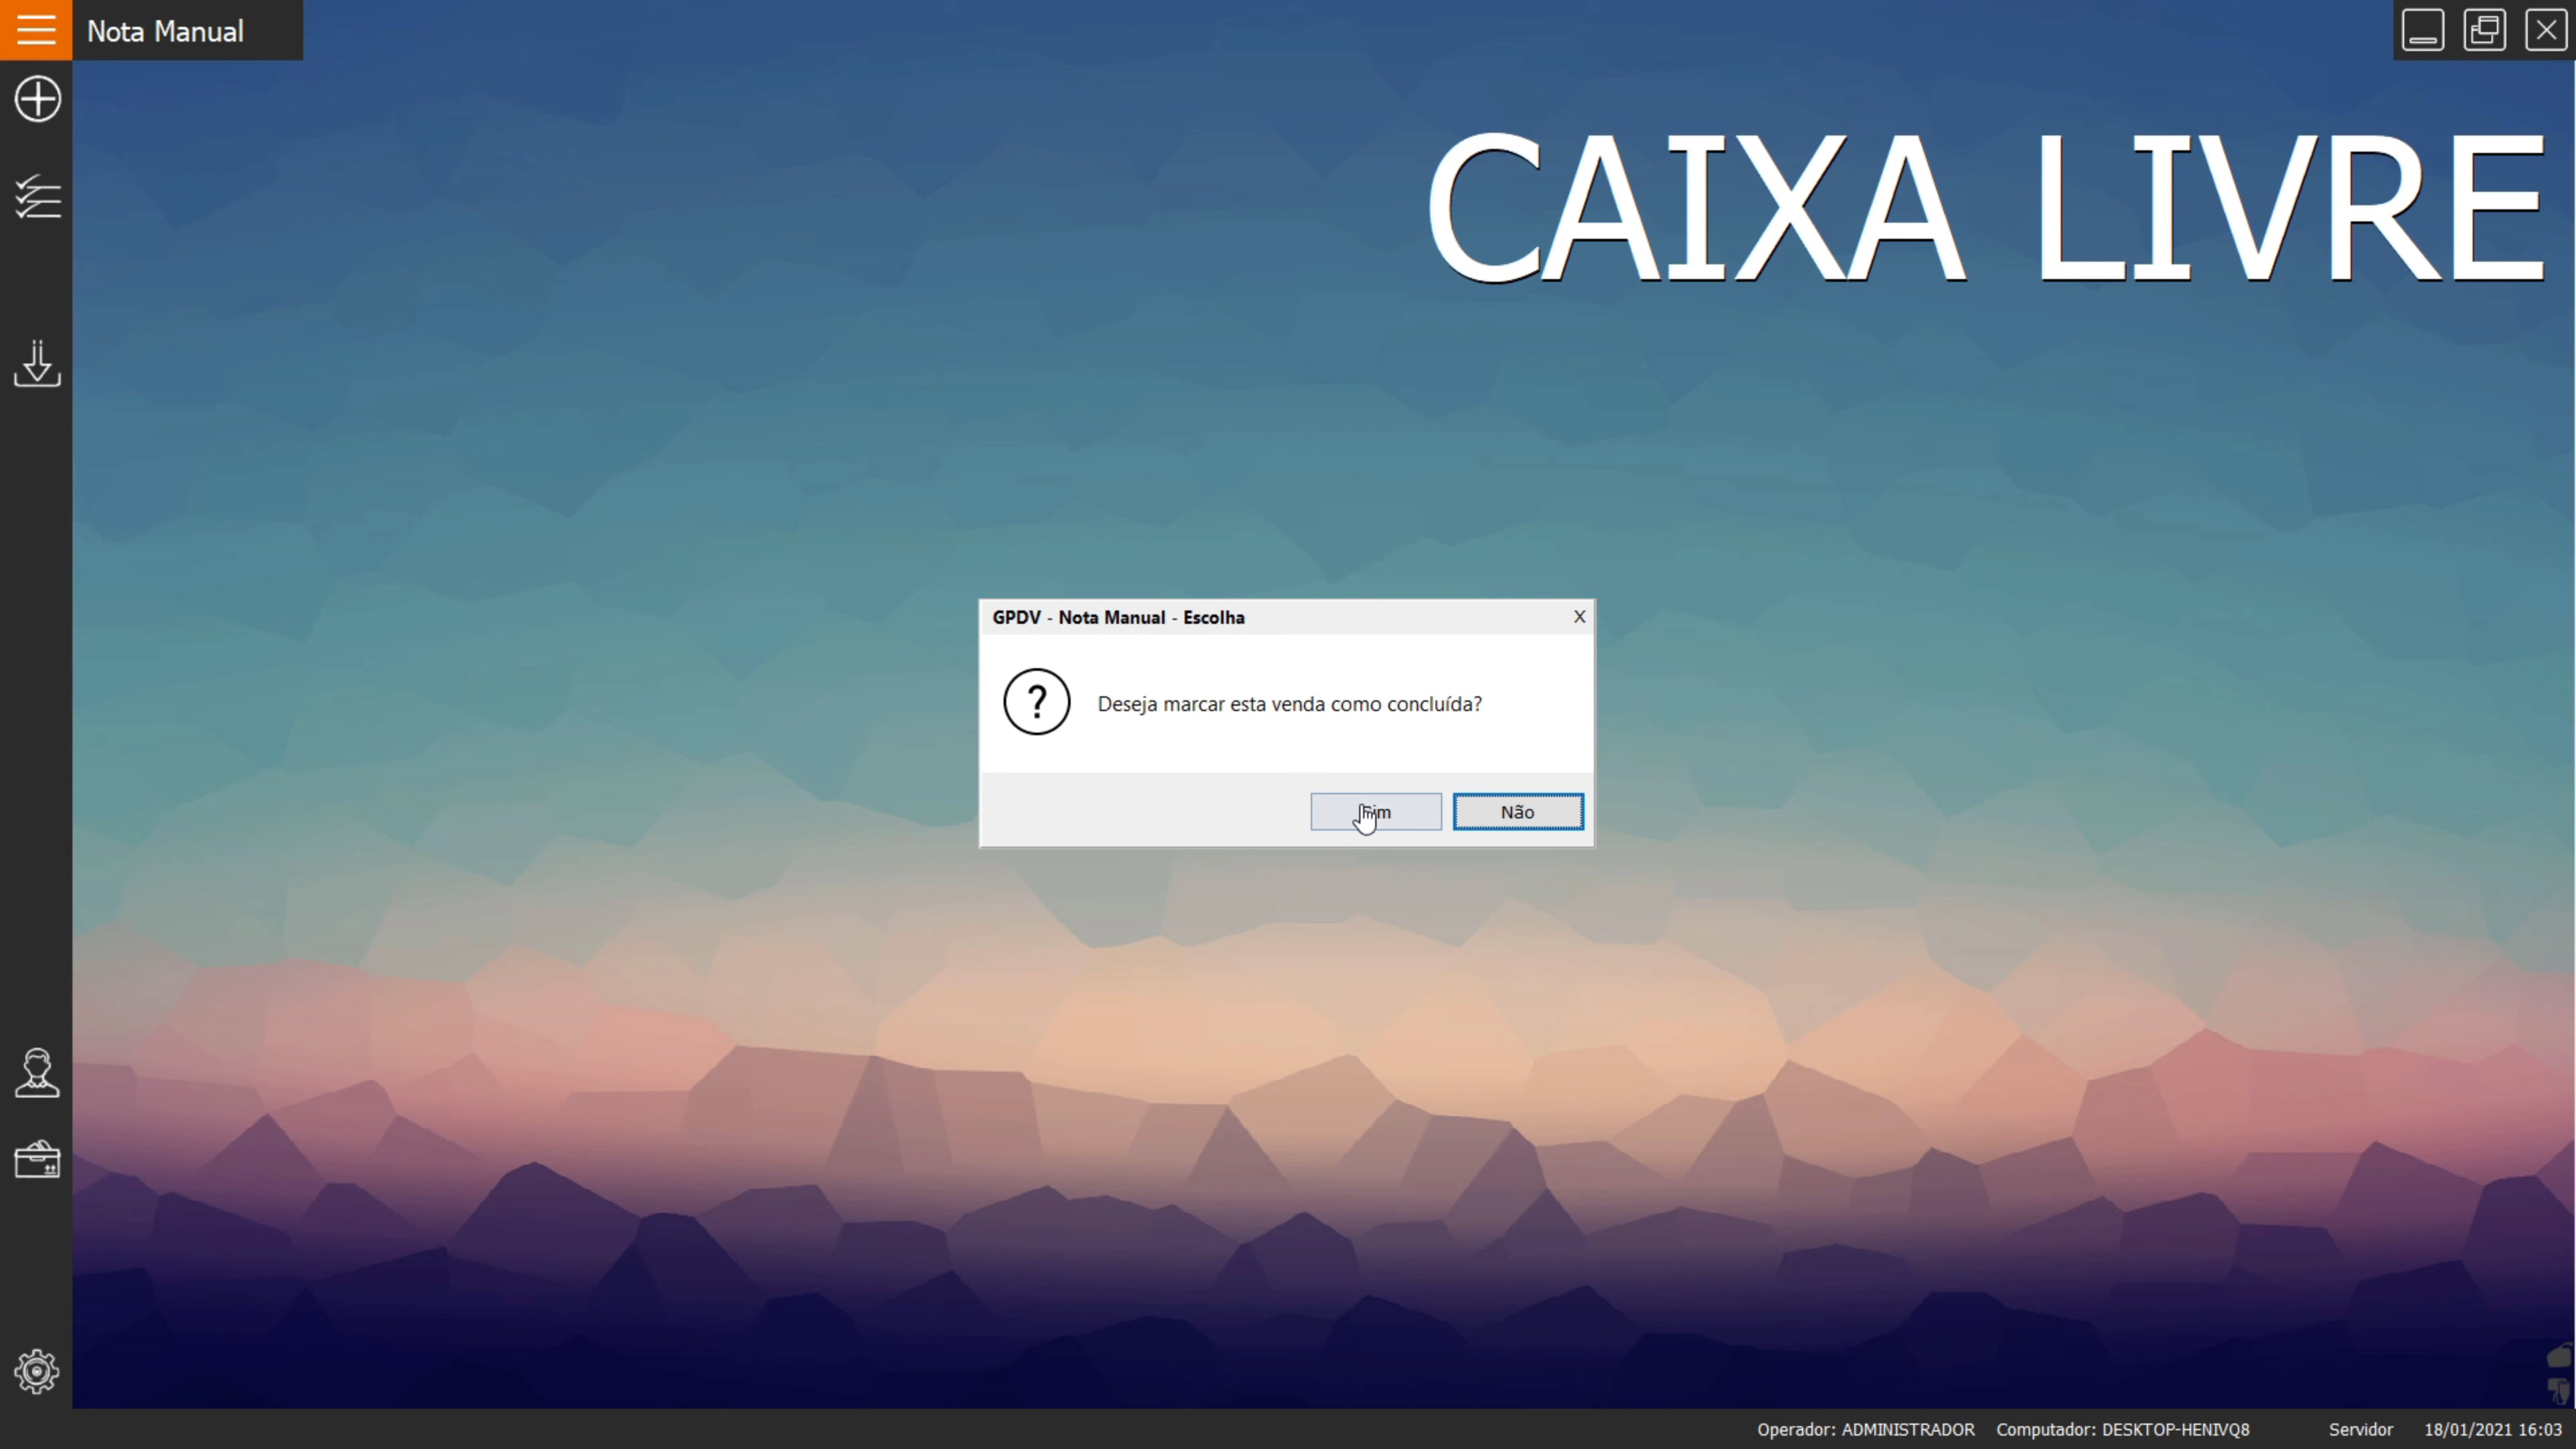 Nota Manual
CAIXA LIVRE
GPDV - Nota Manual - Escolha
X
?
Deseja marcar esta venda como concluída?
Sim
Não
Operador: ADMINISTRADOR Computador: DESKTOP-HENIVQ8 Servidor 18/01/2021 16:03